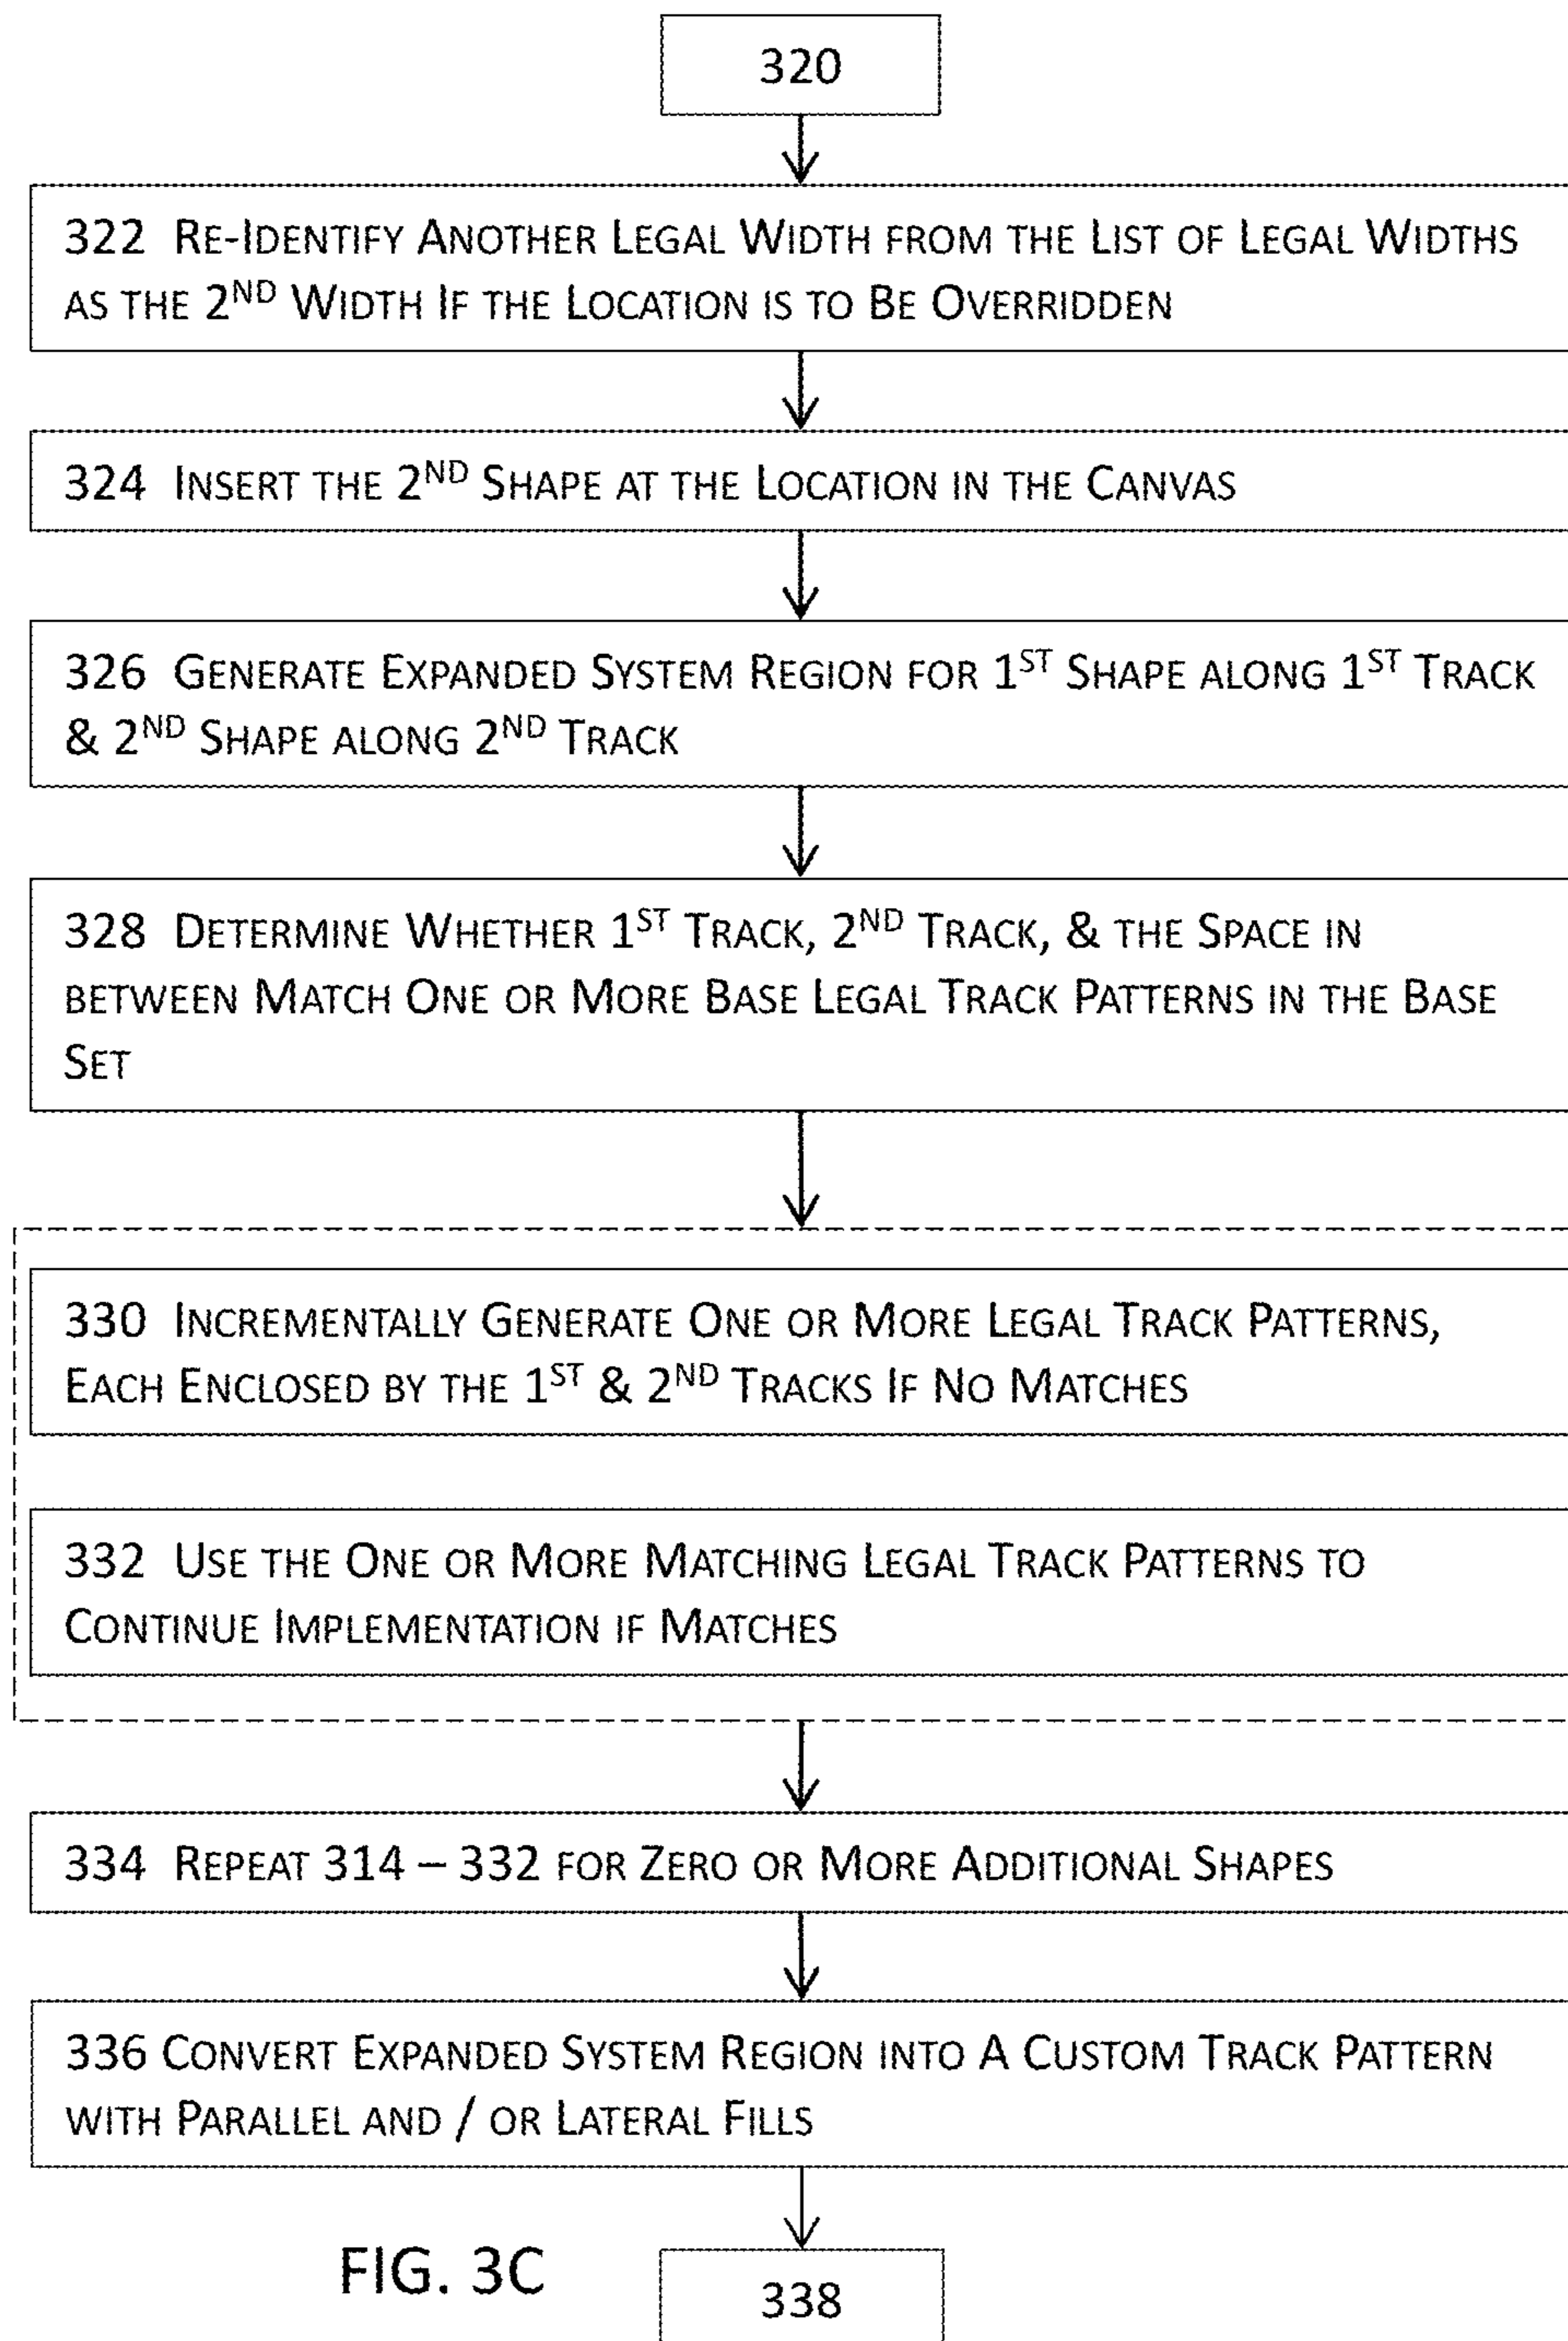 320
322 RE-IDENTIFY ANOTHER LEGAL WIDTH FROM THE LIST OF LEGAL WIDTHS
AS THE 2ND WIDTH IF THE LOCATION IS TO BE OVERRIDDEN
324 INSERT THE 2ND SHAPE AT THE LOCATION IN THE CANVAS
326 GENERATE EXPANDED SYSTEM REGION FOR 1ST SHAPE ALONG 1ST TRACK
& 2ND SHAPE ALONG 2ND TRACK
328 DETERMINE WHETHER 1ST TRACK, 2ND TRACK, & THE SPACE IN
BETWEEN MATCH ONE OR MORE BASE LEGAL TRACK PATTERNS IN THE BASE
SET
330 INCREMENTALLY GENERATE ONE OR MORE LEGAL TRACK PATTERNS,
EACH ENCLOSED BY THE 1ST & 2ND TRACKS IF NO MATCHES
332 USE THE ONE OR MORE MATCHING LEGAL TRACK PATTERNS TO
CONTINUE IMPLEMENTATION IF MATCHES
334 REPEAT 314 – 332 FOR ZERO OR MORE ADDITIONAL SHAPES
336 CONVERT EXPANDED SYSTEM REGION INTO A CUSTOM TRACK PATTERN
WITH PARALLEL AND / OR LATERAL FILLS
FIG. 3C
338